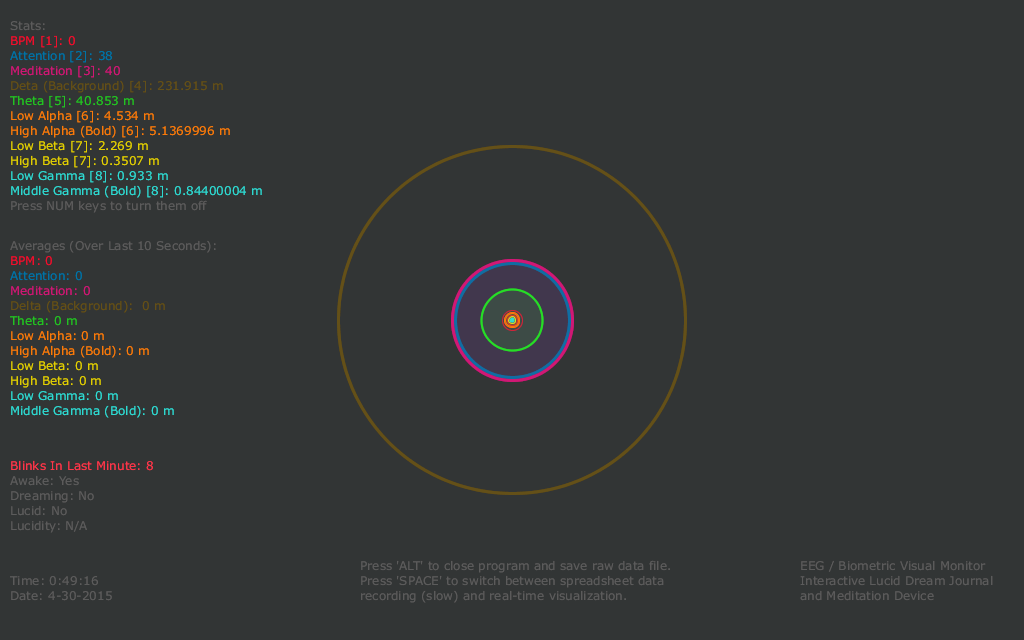 Stats:
BPM [1]: 0
Attention [2]: 38
Meditation [3]: 40
Deta (Background) [4]: 231.915 m
Theta [5]: 40.853 m
Low Alpha [6]: 4.534 m
High Alpha (Bold) [6]: 5.1369996 m
Low Beta [7]: 2.269 m
High Beta [7]: 0.3507 m
Low Gamma [8]: 0.933 m
Middle Gamma (Bold) [8]: 0.84400004 m
Press NUM keys to turn them off
Averages (Over Last 10 Seconds):
BPM: 0
Attention: 0
Meditation: 0
Delta (Background):  0 m
Theta: 0 m
Low Alpha: 0 m
High Alpha (Bold): 0 m
Low Beta: 0 m
High Beta: 0 m
Low Gamma: 0 m
Middle Gamma (Bold): 0 m
Blinks In Last Minute: 8
Awake: Yes
Dreaming: No
Lucid: No
Lucidity: N/A
Time: 0:49:16
Date: 4-30-2015
Press 'ALT' to close program and save raw data file.
Press 'SPACE' to switch between spreadsheet data
recording (slow) and real-time visualization.
EEG / Biometric Visual Monitor
Interactive Lucid Dream Journal
and Meditation Device